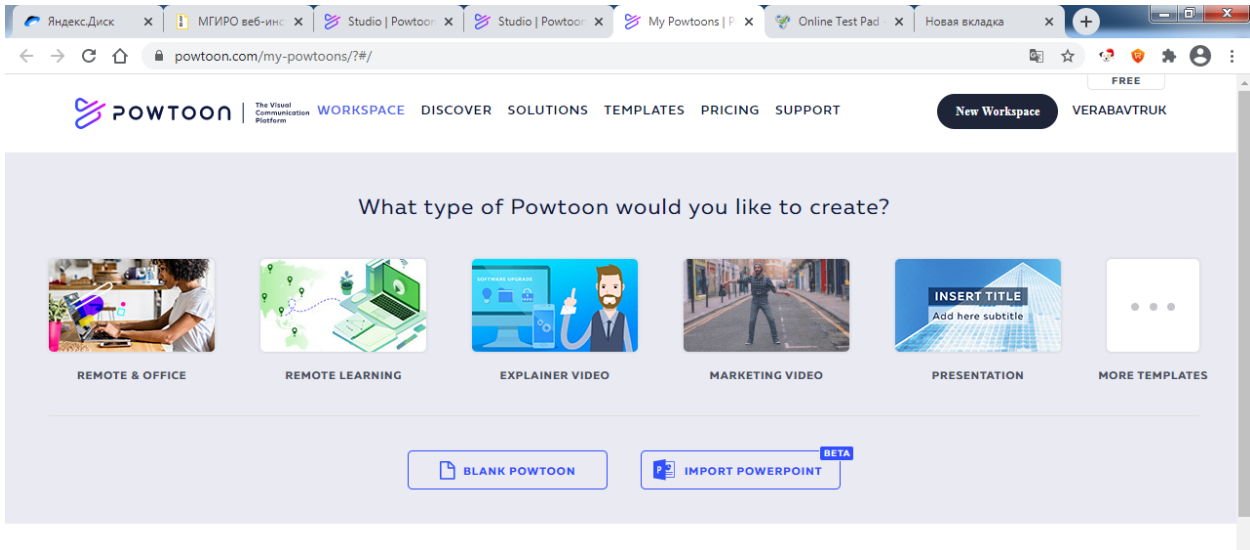 Яндекс.Диск
МГИРО веб-инс
Studio | Powtoon
Studio | Powtoon
My Powtoons | P
Online Test Pad -
Новая вкладка
powtoon.com/my-powtoons/?#/
FREE
POWTOON
The Visual
Communication
Platform
WORKSPACE DISCOVER SOLUTIONS TEMPLATES PRICING SUPPORT
New Workspace
VERABAVTRUK
What type of Powtoon would you like to create?
SOFTWARE UPGRADE
INSERT TITLE
Add here subtitle
REMOTE & OFFICE
REMOTE LEARNING
EXPLAINER VIDEO
MARKETING VIDEO
PRESENTATION
MORE TEMPLATES
BLANK POWTOON
IMPORT POWERPOINT
BETA